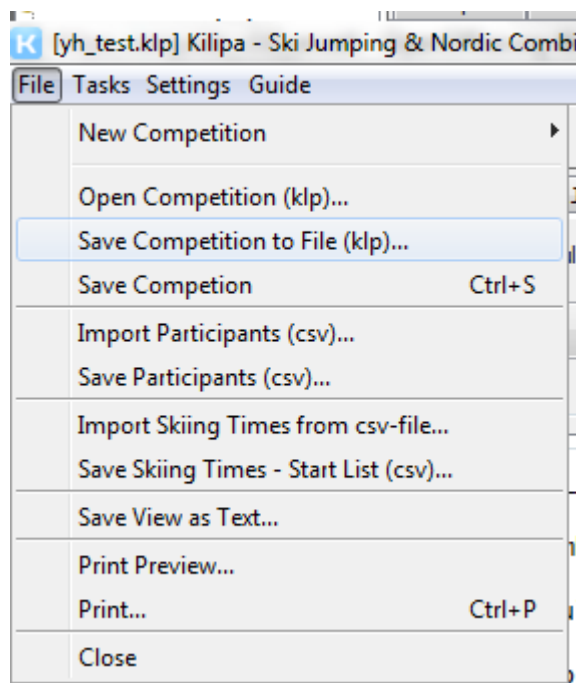 K [yh_test.klp] Kilipa - Ski Jumping & Nordic Combi
File Tasks Settings Guide
New Competition
Open Competition (klp)...
Save Competition to File (klp)...
Save Competion Ctrl+S
Import Participants (csv)...
Save Participants (csv)...
Import Skiing Times from csv-file...
Save Skiing Times - Start List (csv)...
Save View as Text...
Print Preview...
Print... Ctrl+P
Close